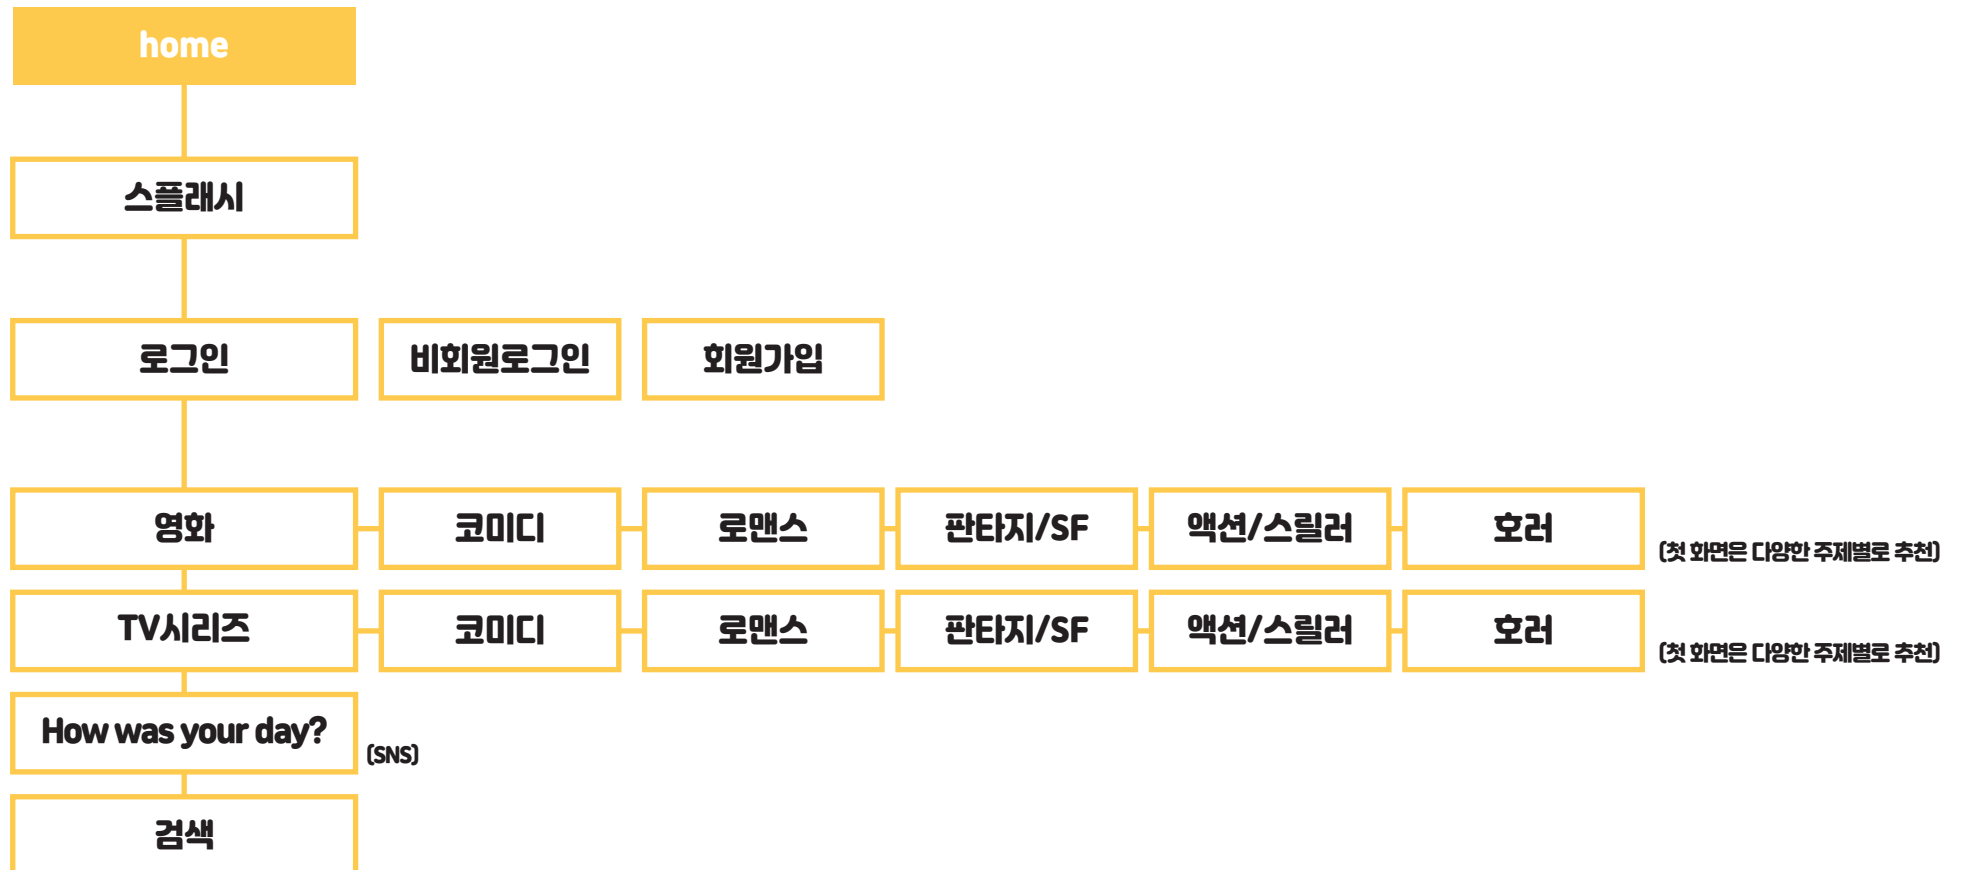 home
스플래시
로그인
비회원로그인
회원가입
영화
코미디
로맨스
판타지/SF
액션/스릴러
호러
(첫 화면은 다양한 주제별로 추천)
TV시리즈
코미디
로맨스
판타지/SF
액션/스릴러
호러
(첫 화면은 다양한 주제별로 추천)
How was your day?
(SNS)
검색